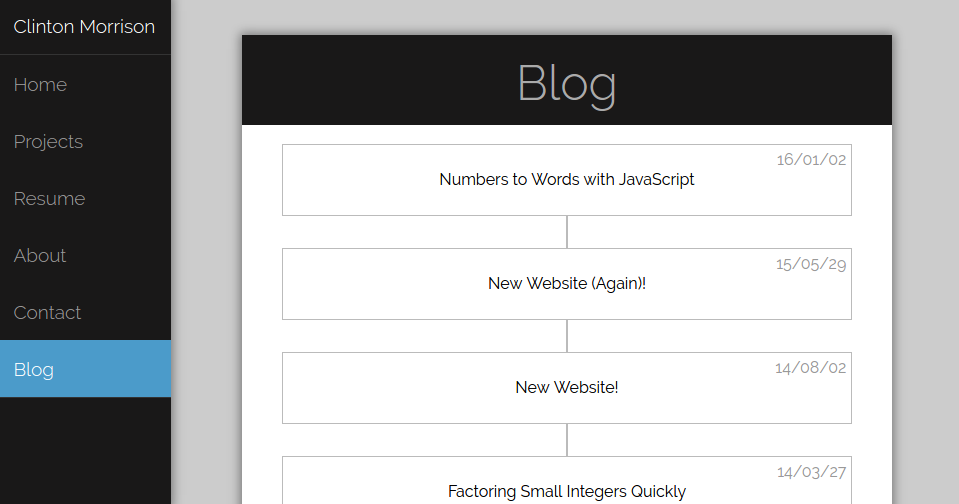 Clinton Morrison
Home
Projects
Resume
About
Contact
Blog
Blog
16/01/02
Numbers to Words with JavaScript
15/05/29
New Website (Again)!
14/08/02
New Website!
14/03/27
Factoring Small Integers Quickly